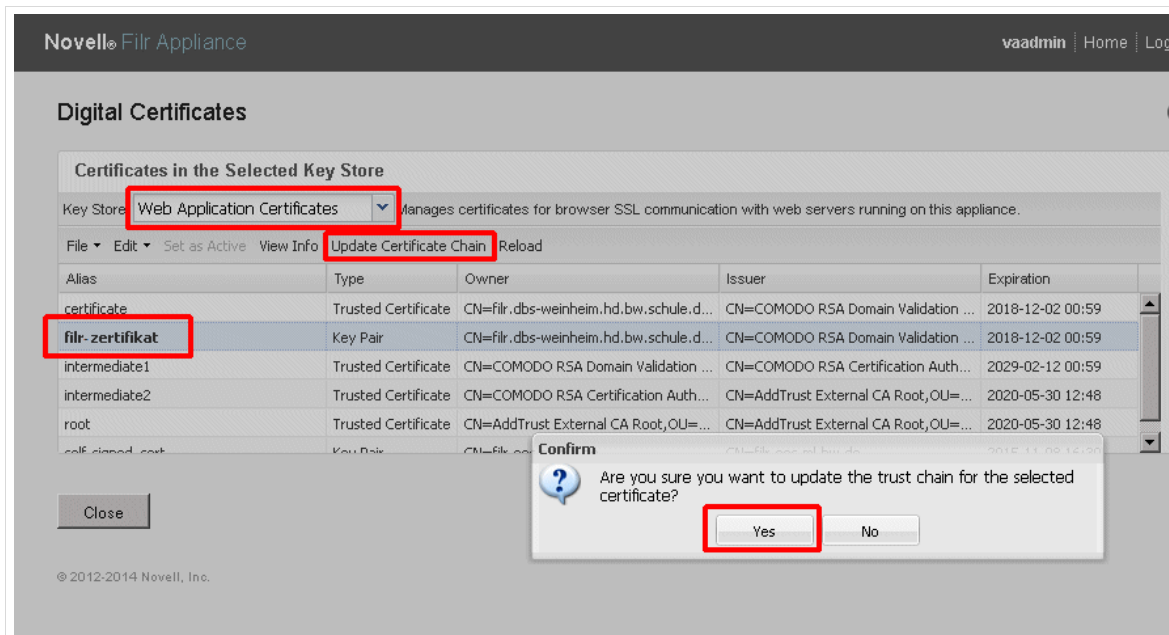 Novell® Filr Appliance
vaadmin Home
Digital Certificates
Certificates in the Selected Key Store
Key Store Web Application Certificates Manages certificates for browser SSL communication with web servers running on this appliance.
File Edit Set as Active View Info Update Certificate Chain Reload
Alias Type Owner Issuer Expiration
certificate Trusted Certificate CN=filr.dbs-weinheim.hd.bw.schule.d... CN=COMODO RSA Domain Validation ... 2018-12-02 00:59
filr-zertifikat Key Pair CN=filr.dbs-weinheim.hd.bw.schule.d... CN=COMODO RSA Domain Validation ... 2018-12-02 00:59
intermediate1 Trusted Certificate CN=COMODO RSA Domain Validation ... CN=COMODO RSA Certification Auth... 2029-02-12 00:59
intermediate2 Trusted Certificate CN=COMODO RSA Certification Auth... CN=AddTrust External CA Root,OU=... 2020-05-30 12:48
root Trusted Certificate CN=AddTrust External CA Root,OU=... CN=AddTrust External CA Root,OU=... 2020-05-30 12:48
Confirm
Are you sure you want to update the trust chain for the selected
certificate?
Yes No
Close
© 2012-2014 Novell, Inc.